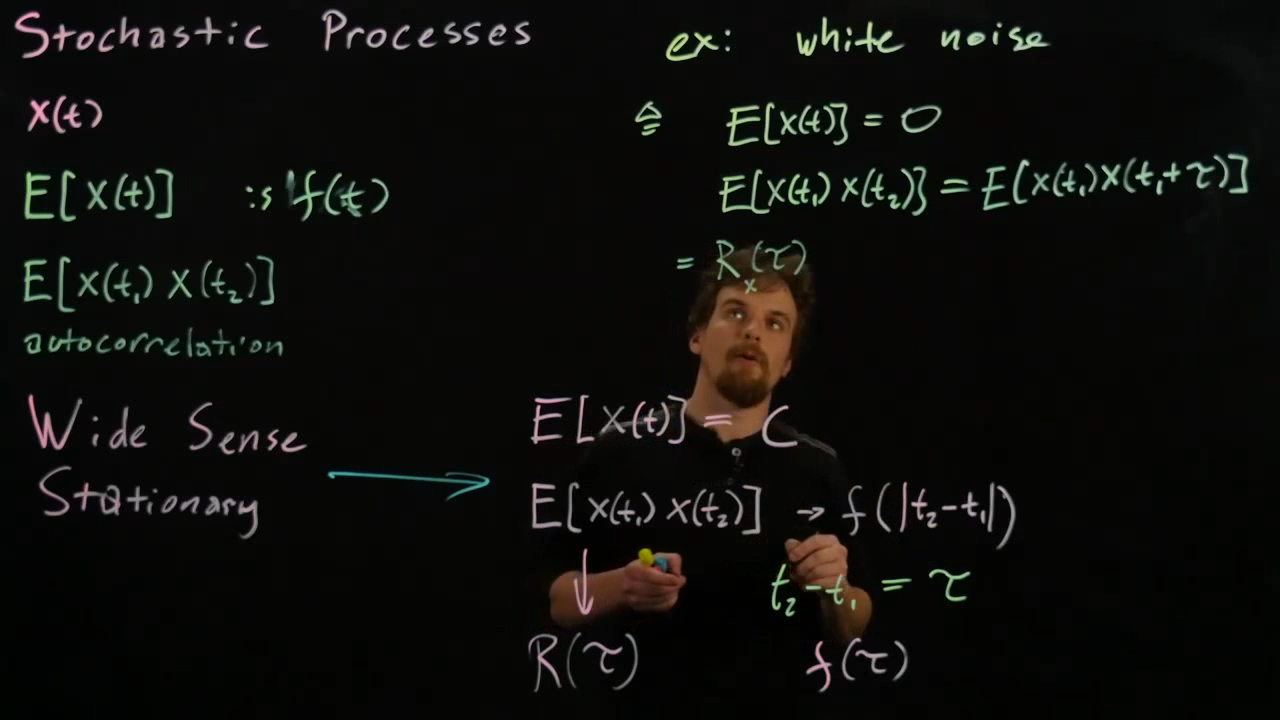 Stochastic Processes
X(t)
E[X(t)] is f(t)
E[X(t₁) X(t₂)]
autocorrelation
Wide Sense
Stationary
ex: white noise
≙ E[X(t)] = 0
E[X(t₁) X(t₂)] = E[X(t₁)X(t₁+τ)]
= Rₓ(τ)
E[X(t)] = C
E[X(t₁) X(t₂)] → f(|t₂-t₁|)
t₂-t₁ = τ
R(τ) f(τ)